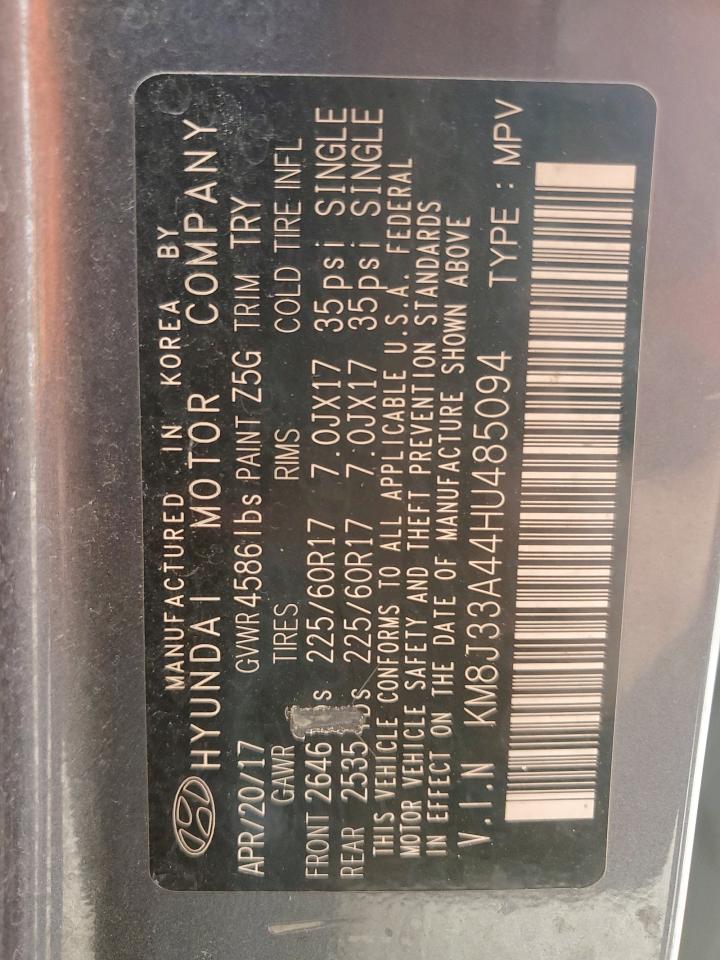 MANUFACTURED IN KOREA BY
HYUNDAI MOTOR COMPANY
APR/20/17 GVWR4586lbs PAINT Z5G TRIM TRY
GAWR TIRES RIMS COLD TIRE INFL
FRONT 2646 225/60R17 7.0JX17 35psi SINGLE
REAR 2535 225/60R17 7.0JX17 35psi SINGLE
THIS VEHICLE CONFORMS TO ALL APPLICABLE U.S.A. FEDERAL
MOTOR VEHICLE SAFETY AND THEFT PREVENTION STANDARDS
IN EFFECT ON THE DATE OF MANUFACTURE SHOWN ABOVE
V.I.N KM8J33A44HU485094 TYPE : MPV